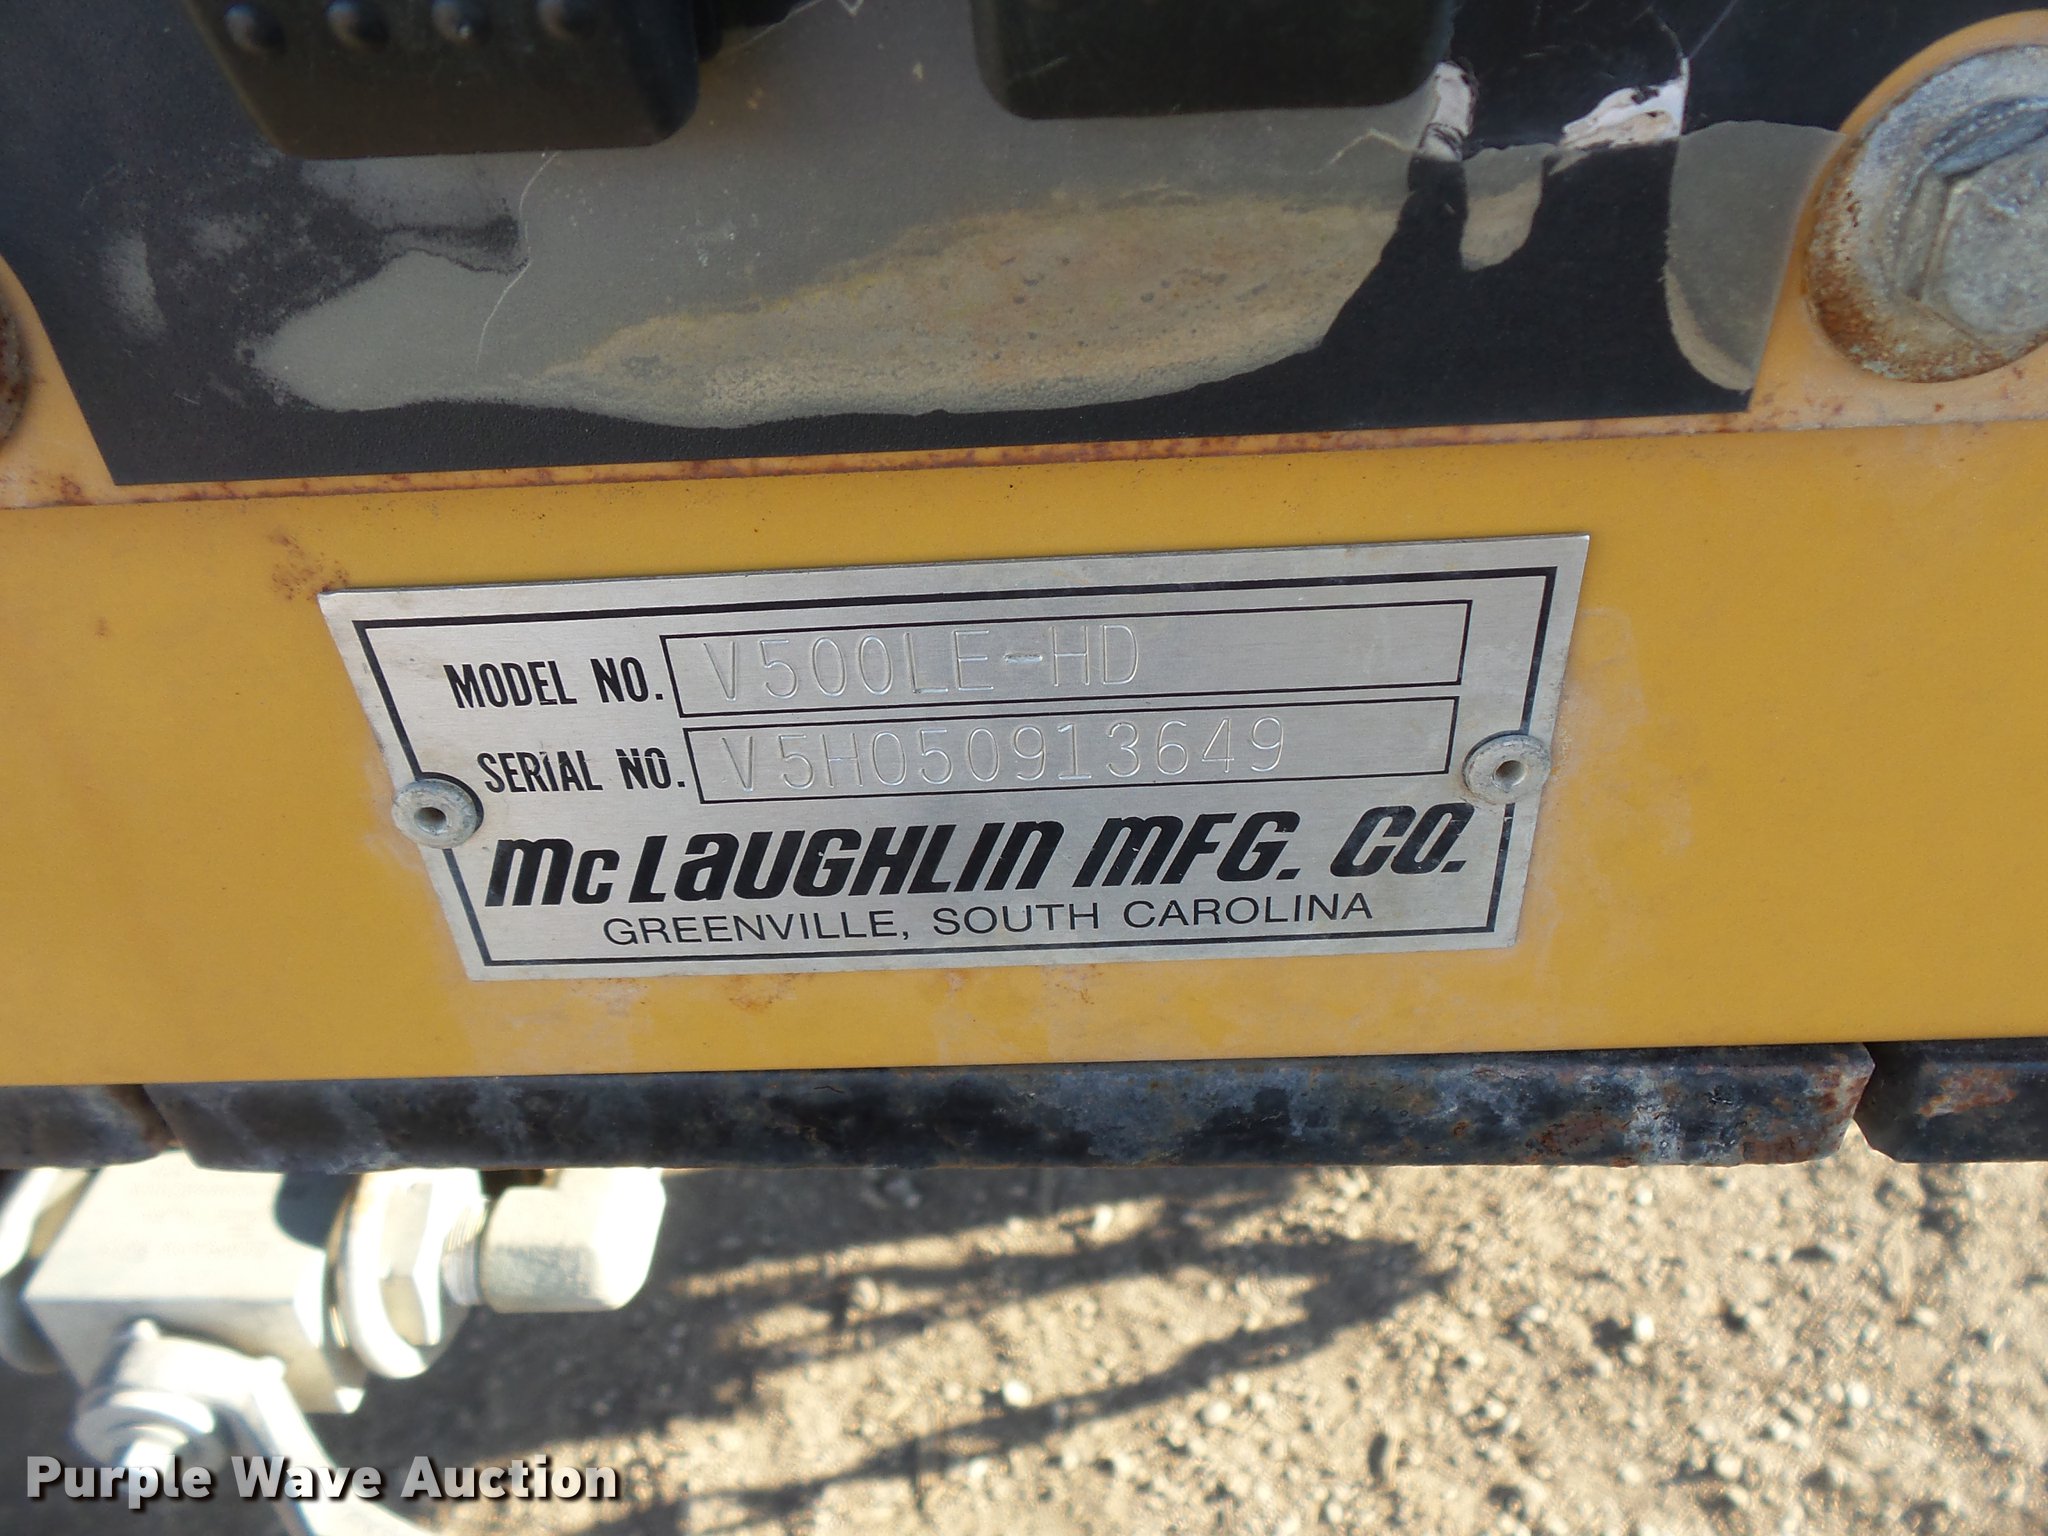 MODEL NO. V500LE-HD
SERIAL NO. V5H050913649
McLAUGHLIN MFG. CO.
GREENVILLE, SOUTH CAROLINA
Purple Wave Auction